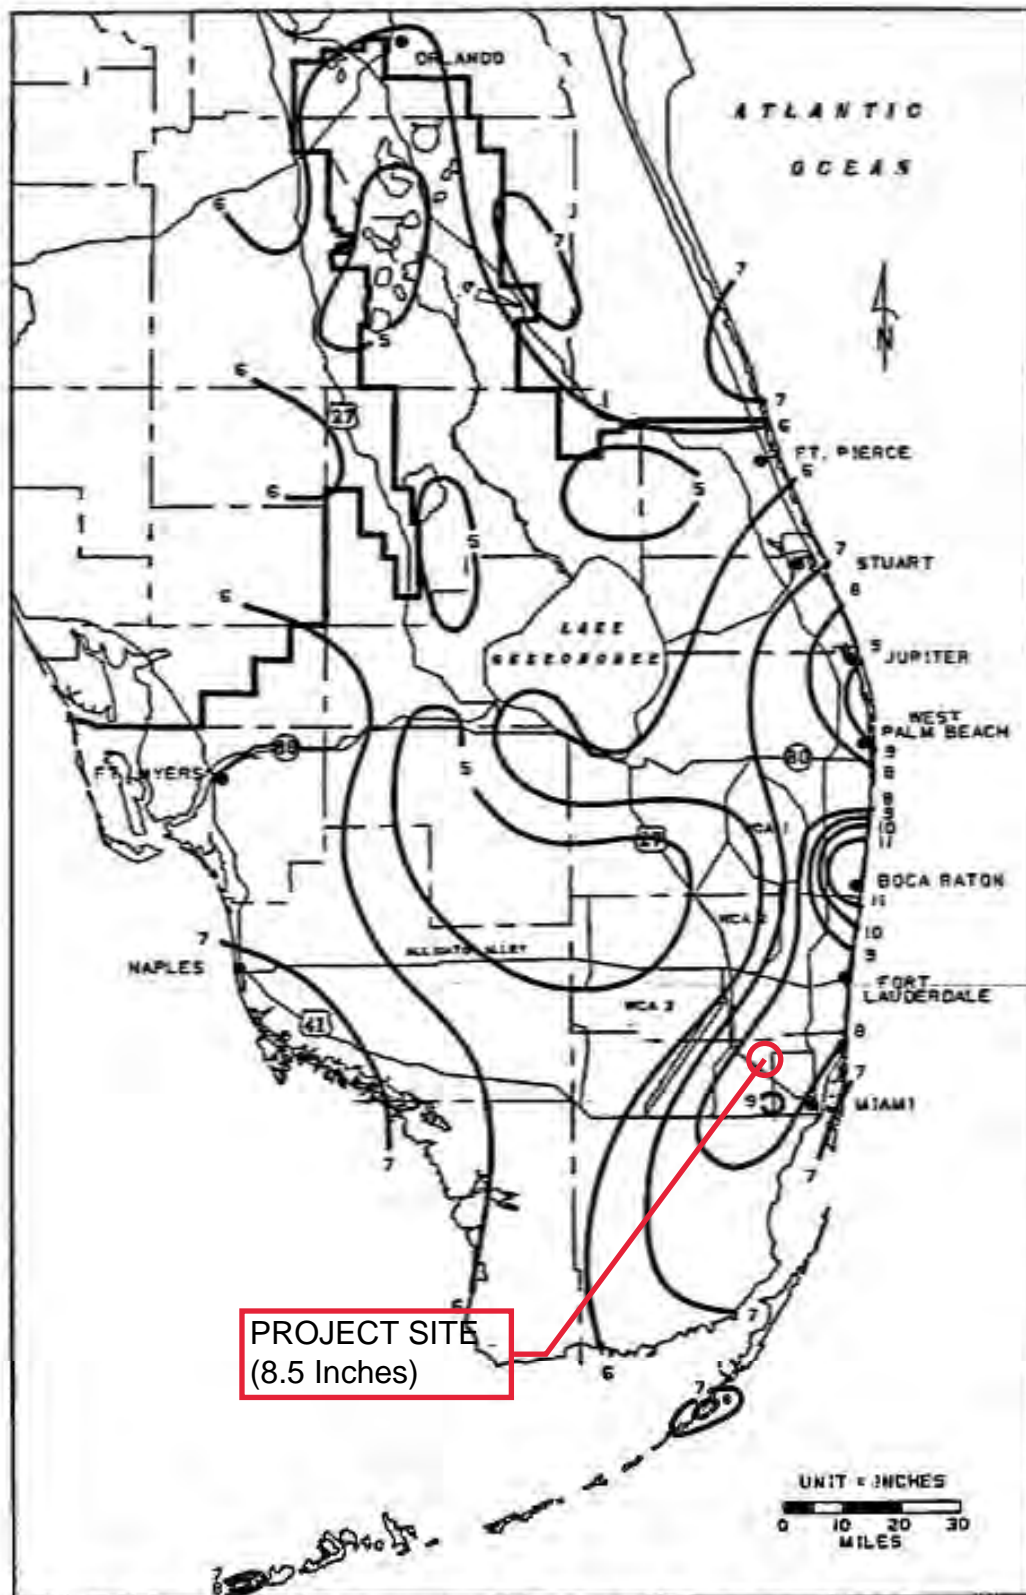 ORLANDO
ATLANTIC
OCEAN
6
7
7
N
5
6
27
7
6
FT. PIERCE
6
6
5
5
7
STUART
6
8
LAKE
9
JUPITER
WEST
PALM BEACH
9
80
8
FT. MYERS
5
8
9
10
11
27
WCA 1
BOCA RATON
11
WCA 2
10
9
7
ALLIGATOR ALLEY
NAPLES
FORT
LAUDERDALE
WCA 3
41
8
7
9
MIAMI
7
7
6
7
PROJECT SITE
(8.5 Inches)
6
7
UNIT = INCHES
0 10 20 30
MILES
7
8